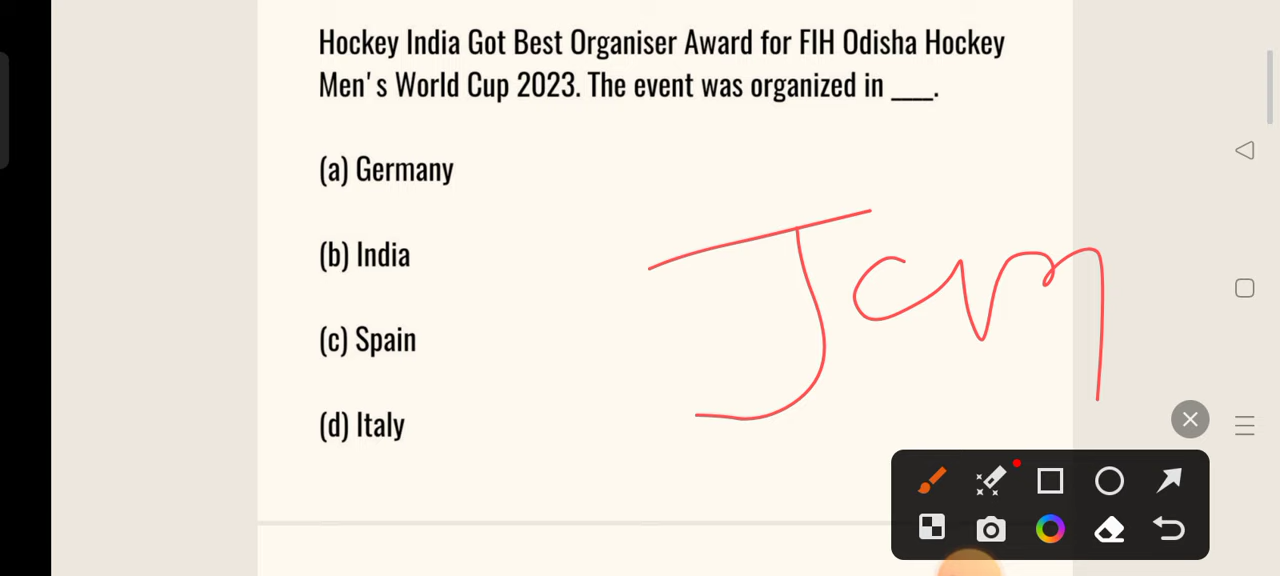 Hockey India Got Best Organiser Award for FIH Odisha Hockey
Men's World Cup 2023. The event was organized in ____.
(a) Germany
(b) India
(c) Spain
(d) Italy